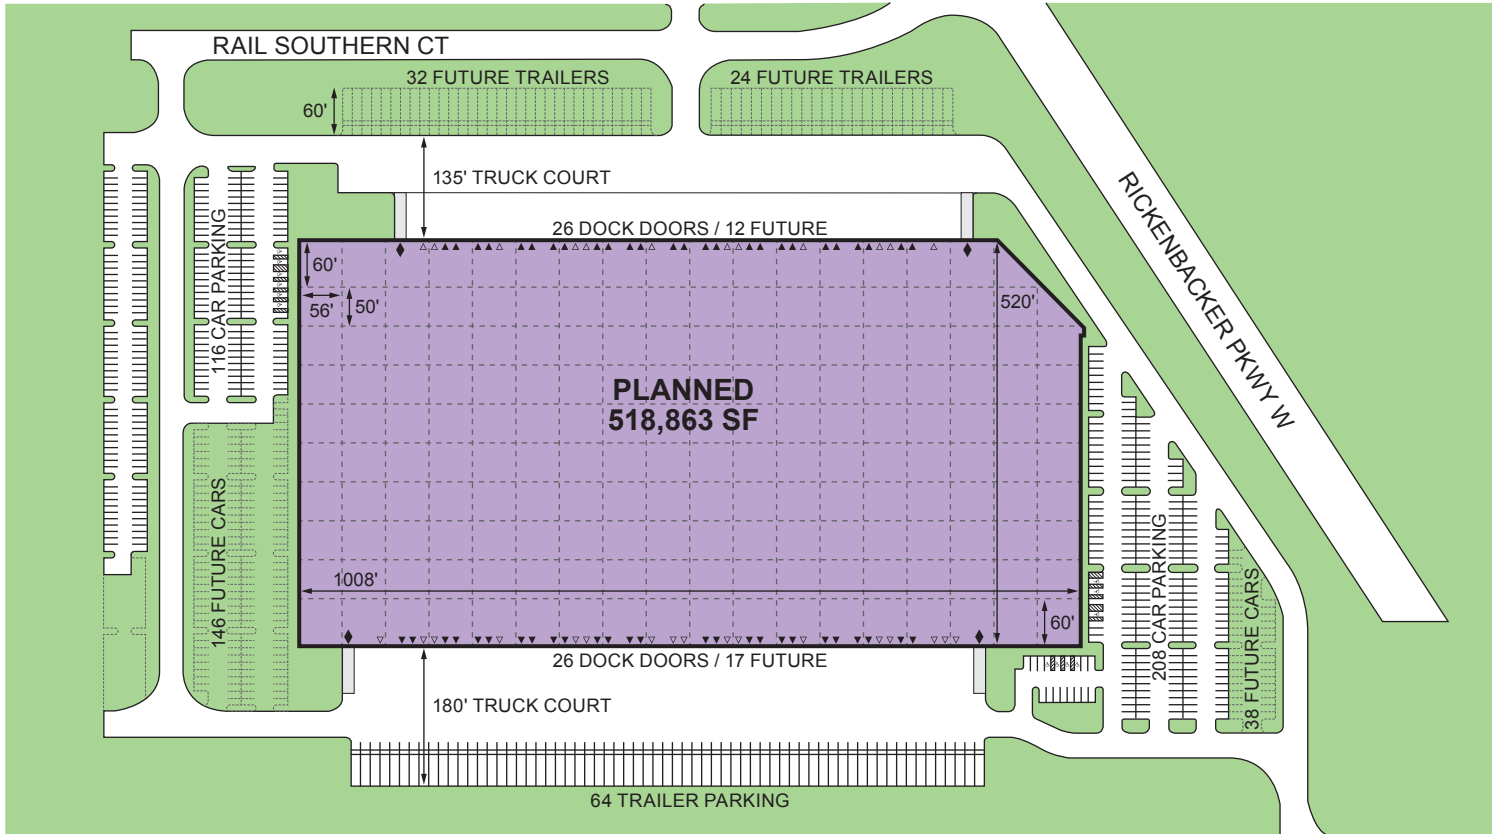 RAIL SOUTHERN CT
32 FUTURE TRAILERS
24 FUTURE TRAILERS
60'
135' TRUCK COURT
RICKENBACKER PKWY W
26 DOCK DOORS / 12 FUTURE
116 CAR PARKING
60'
56'
50'
520'
PLANNED
518,863 SF
146 FUTURE CARS
1008'
60'
208 CAR PARKING
38 FUTURE CARS
26 DOCK DOORS / 17 FUTURE
180' TRUCK COURT
64 TRAILER PARKING